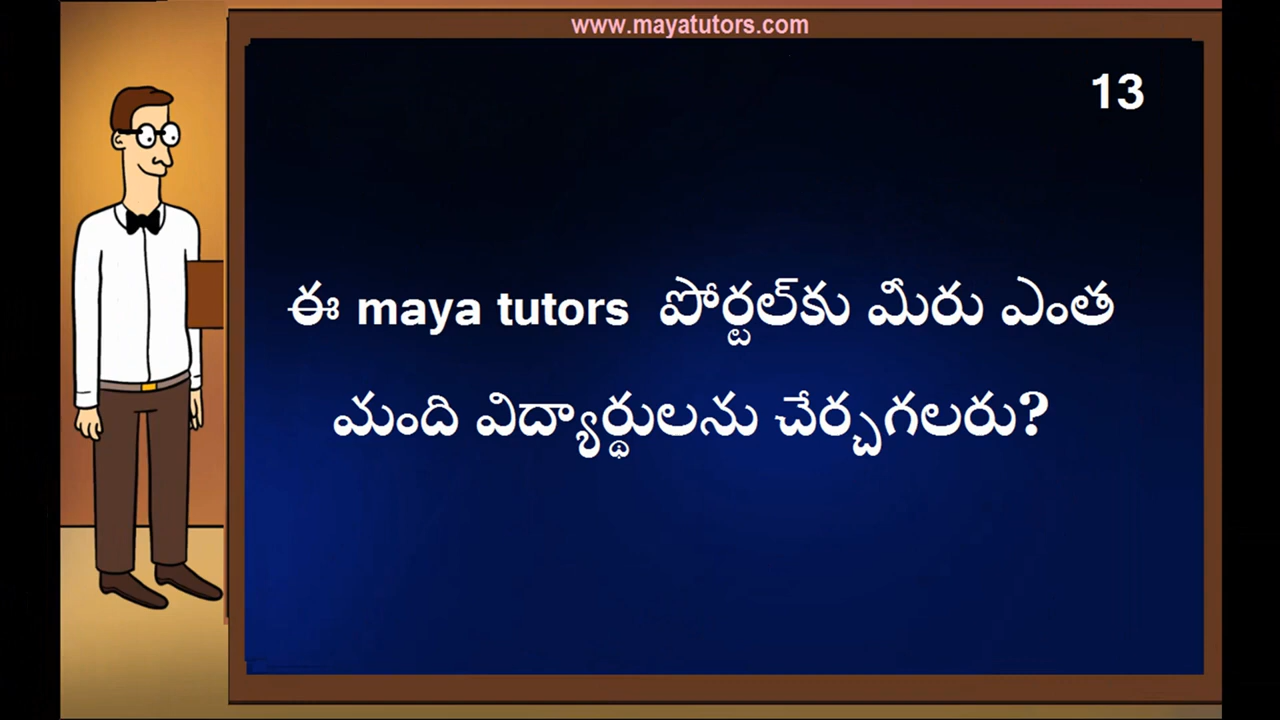 www.mayatutors.com
13
ఈ maya tutors పోర్టల్‌కు మీరు ఎంత
మంది విద్యార్థులను చేర్చగలరు?